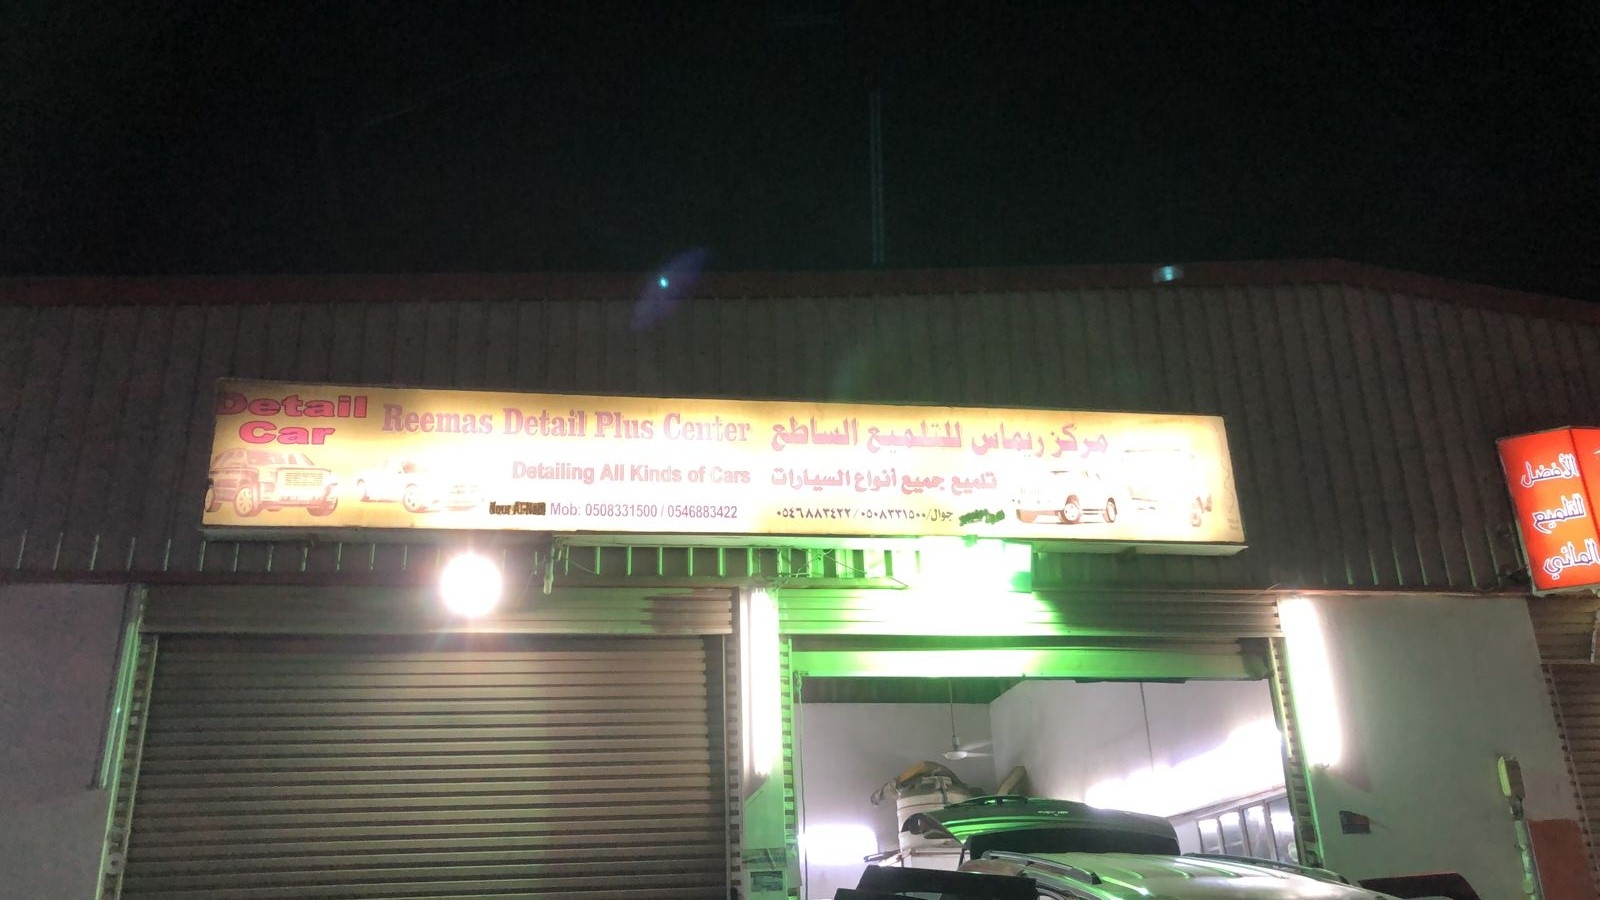 Detail
Car
Reemas Detail Plus Center
Detailing All Kinds of Cars
Mob: 0508331500 / 0546883422
مركز ريماس للتلميع الساطع
تلميع جميع أنواع السيارات
جوال/٠٥٠٨٣٣١٥٠٠/٠٥٤٦٨٨٣٤٢٢
الأفضل
للتلميع
الماني